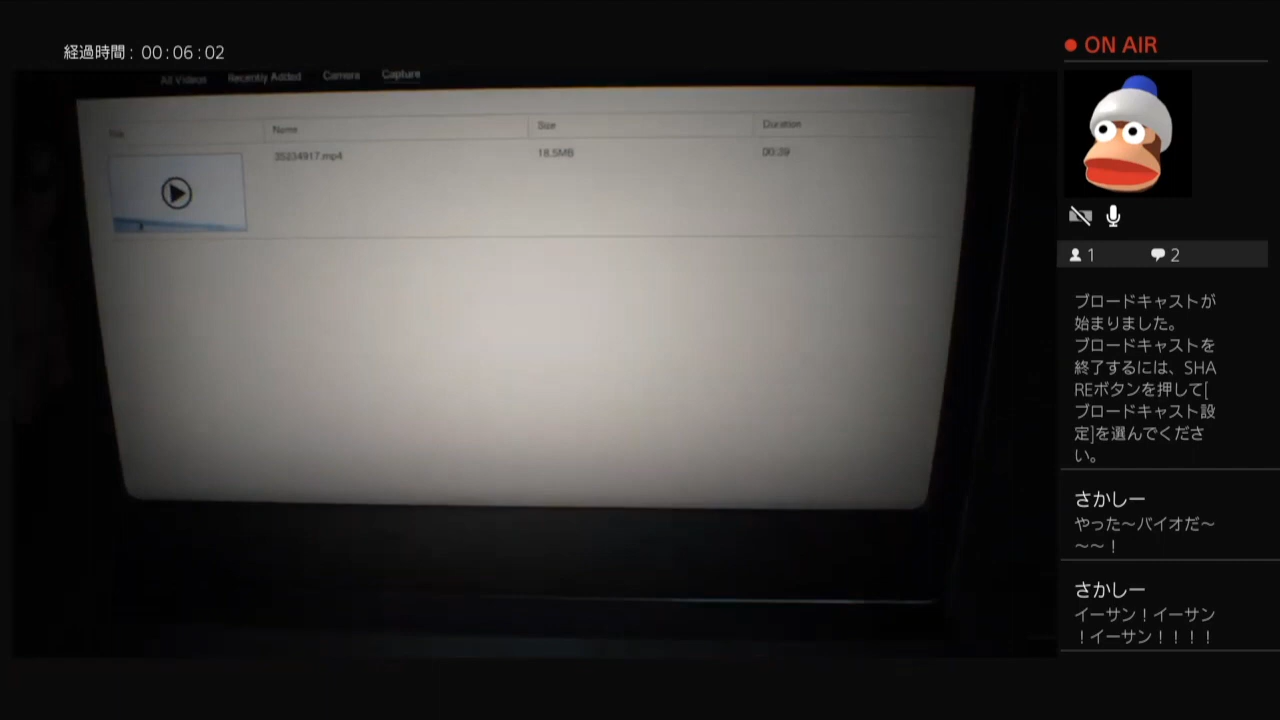 経過時間: 00:06:02
All Videos Recently Added Camera Capture
Name Size Duration
35234917.mp4 18.5MB 00:39
ON AIR
1 2
ブロードキャストが
始まりました。
ブロードキャストを
終了するには、SHA
REボタンを押して[
ブロードキャスト設
定]を選んでくださ
い。
さかしー
やった～バイオだ～
～～！
さかしー
イーサン！イーサン
！イーサン！！！！